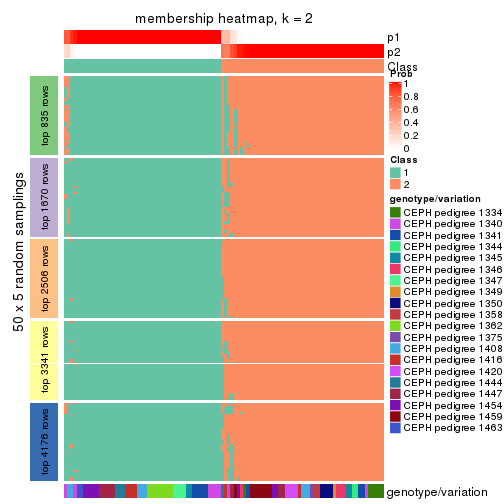 membership heatmap, k = 2
p1
p2
Class
50 x 5 random samplings
top 835 rows
top 1670 rows
top 2506 rows
top 3341 rows
top 4176 rows
Prob
1
0.8
0.6
0.4
0.2
0
Class
1
2
genotype/variation
CEPH pedigree 1334
CEPH pedigree 1340
CEPH pedigree 1341
CEPH pedigree 1344
CEPH pedigree 1345
CEPH pedigree 1346
CEPH pedigree 1347
CEPH pedigree 1349
CEPH pedigree 1350
CEPH pedigree 1358
CEPH pedigree 1362
CEPH pedigree 1375
CEPH pedigree 1408
CEPH pedigree 1416
CEPH pedigree 1420
CEPH pedigree 1444
CEPH pedigree 1447
CEPH pedigree 1454
CEPH pedigree 1459
CEPH pedigree 1463
genotype/variation